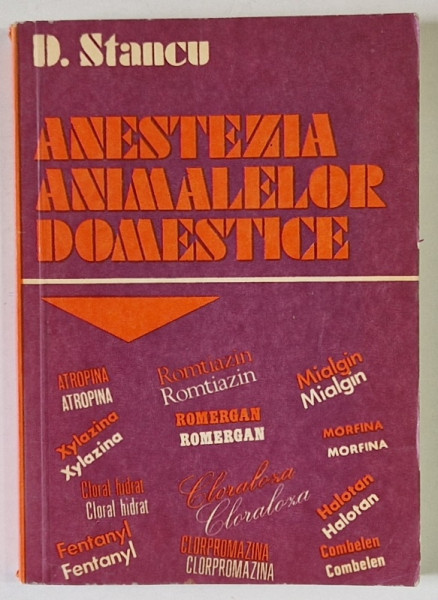 D. Stancu
ANESTEZIA
ANIMALELOR
DOMESTICE
ATROPINA
ATROPINA
Romtiazin
Romtiazin
Mialgin
Mialgin
Xylazina
Xylazina
ROMERGAN
ROMERGAN
MORFINA
MORFINA
Cloral hidrat
Cloral hidrat
Cloraloza
Cloraloza
Halotan
Halotan
Fentanyl
Fentanyl
CLORPROMAZINA
CLORPROMAZINA
Combelen
Combelen